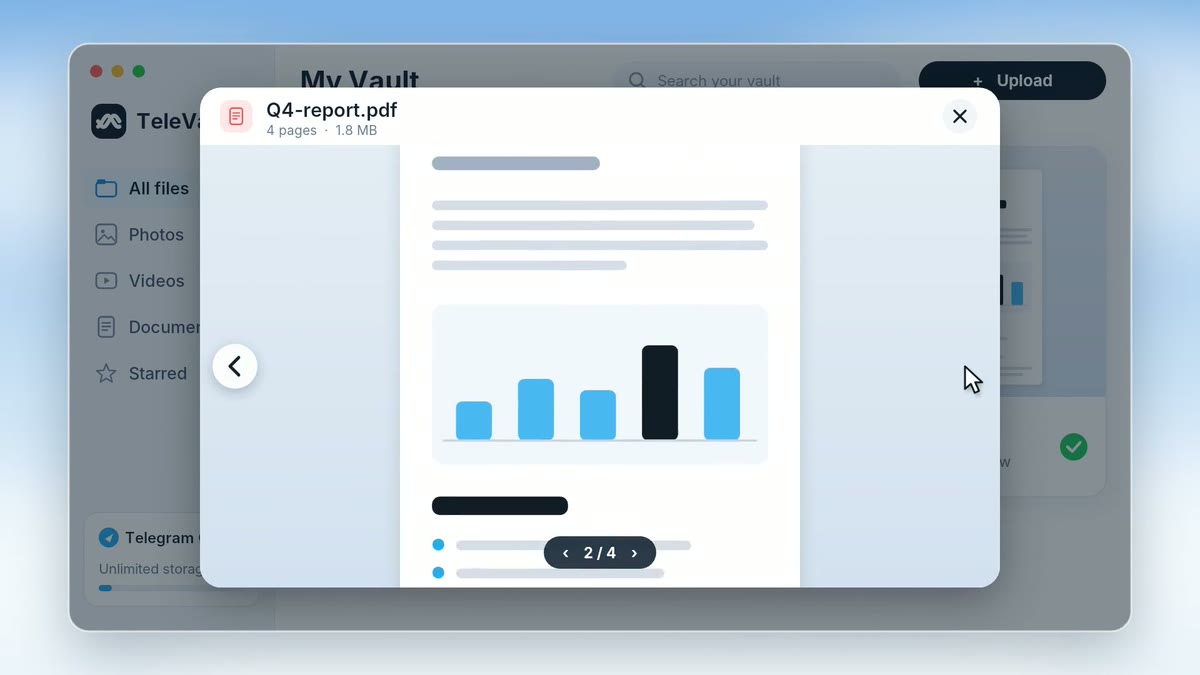 My Vault
Search your vault
+ Upload
TeleVa
All files
Photos
Videos
Documen
Starred
Telegram
Unlimited storag
Q4-report.pdf
4 pages · 1.8 MB
‹ 2 / 4 ›
w